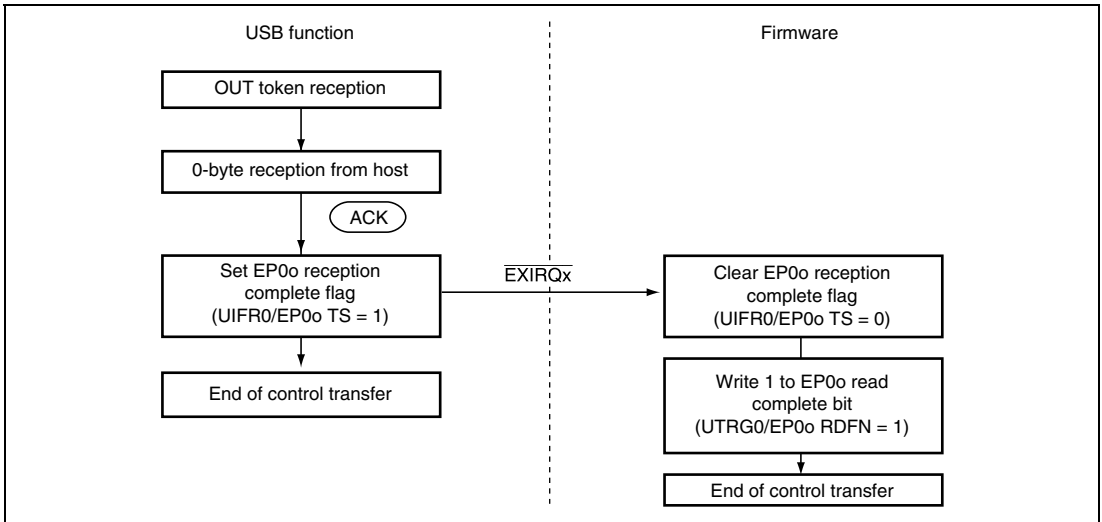 USB function
Firmware
OUT token reception
0-byte reception from host
ACK
Set EP0o reception
complete flag
(UIFR0/EP0o TS = 1)
EXIRQx
Clear EP0o reception
complete flag
(UIFR0/EP0o TS = 0)
End of control transfer
Write 1 to EP0o read
complete bit
(UTRG0/EP0o RDFN = 1)
End of control transfer